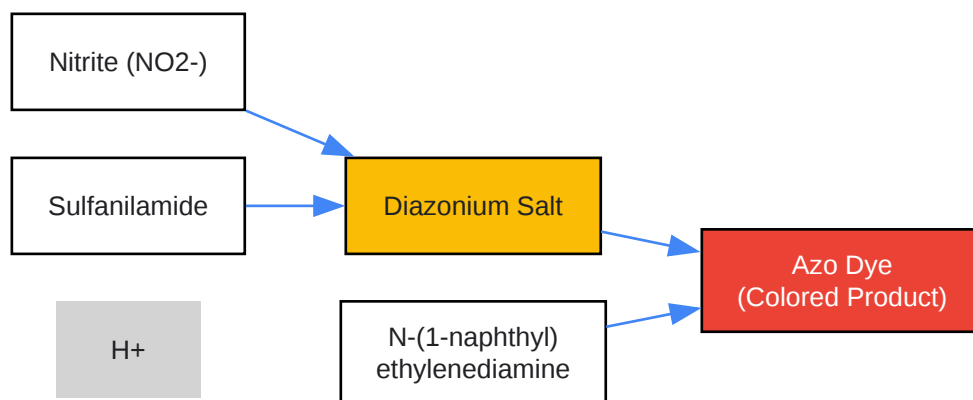 Nitrite (NO2-)
Sulfanilamide
Diazonium Salt
Azo Dye
(Colored Product)
H+
N-(1-naphthyl)
ethylenediamine